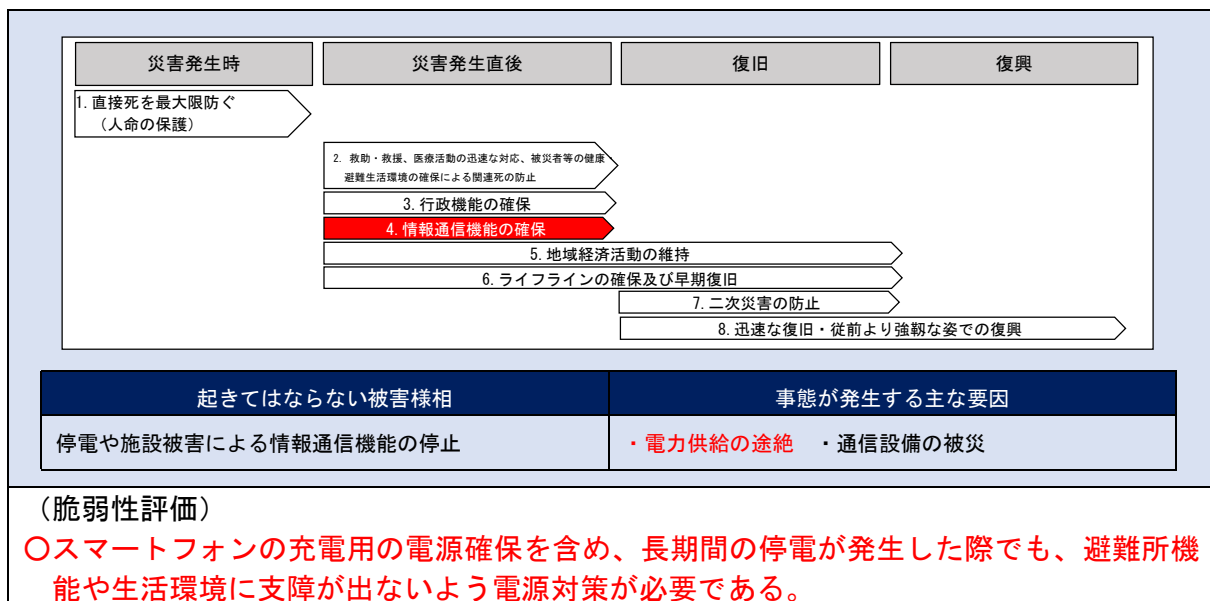 災害発生時
災害発生直後
復旧
復興
1.直接死を最大限防ぐ
（人命の保護）
2. 救助・救援、医療活動の迅速な対応、被災者等の健康・
避難生活環境の確保による関連死の防止
3.行政機能の確保
4.情報通信機能の確保
5.地域経済活動の維持
6.ライフラインの確保及び早期復旧
7.二次災害の防止
8.迅速な復旧・従前より強靱な姿での復興
起きてはならない被害様相
事態が発生する主な要因
停電や施設被害による情報通信機能の停止
・電力供給の途絶　・通信設備の被災
（脆弱性評価）
〇スマートフォンの充電用の電源確保を含め、長期間の停電が発生した際でも、避難所機
能や生活環境に支障が出ないよう電源対策が必要である。